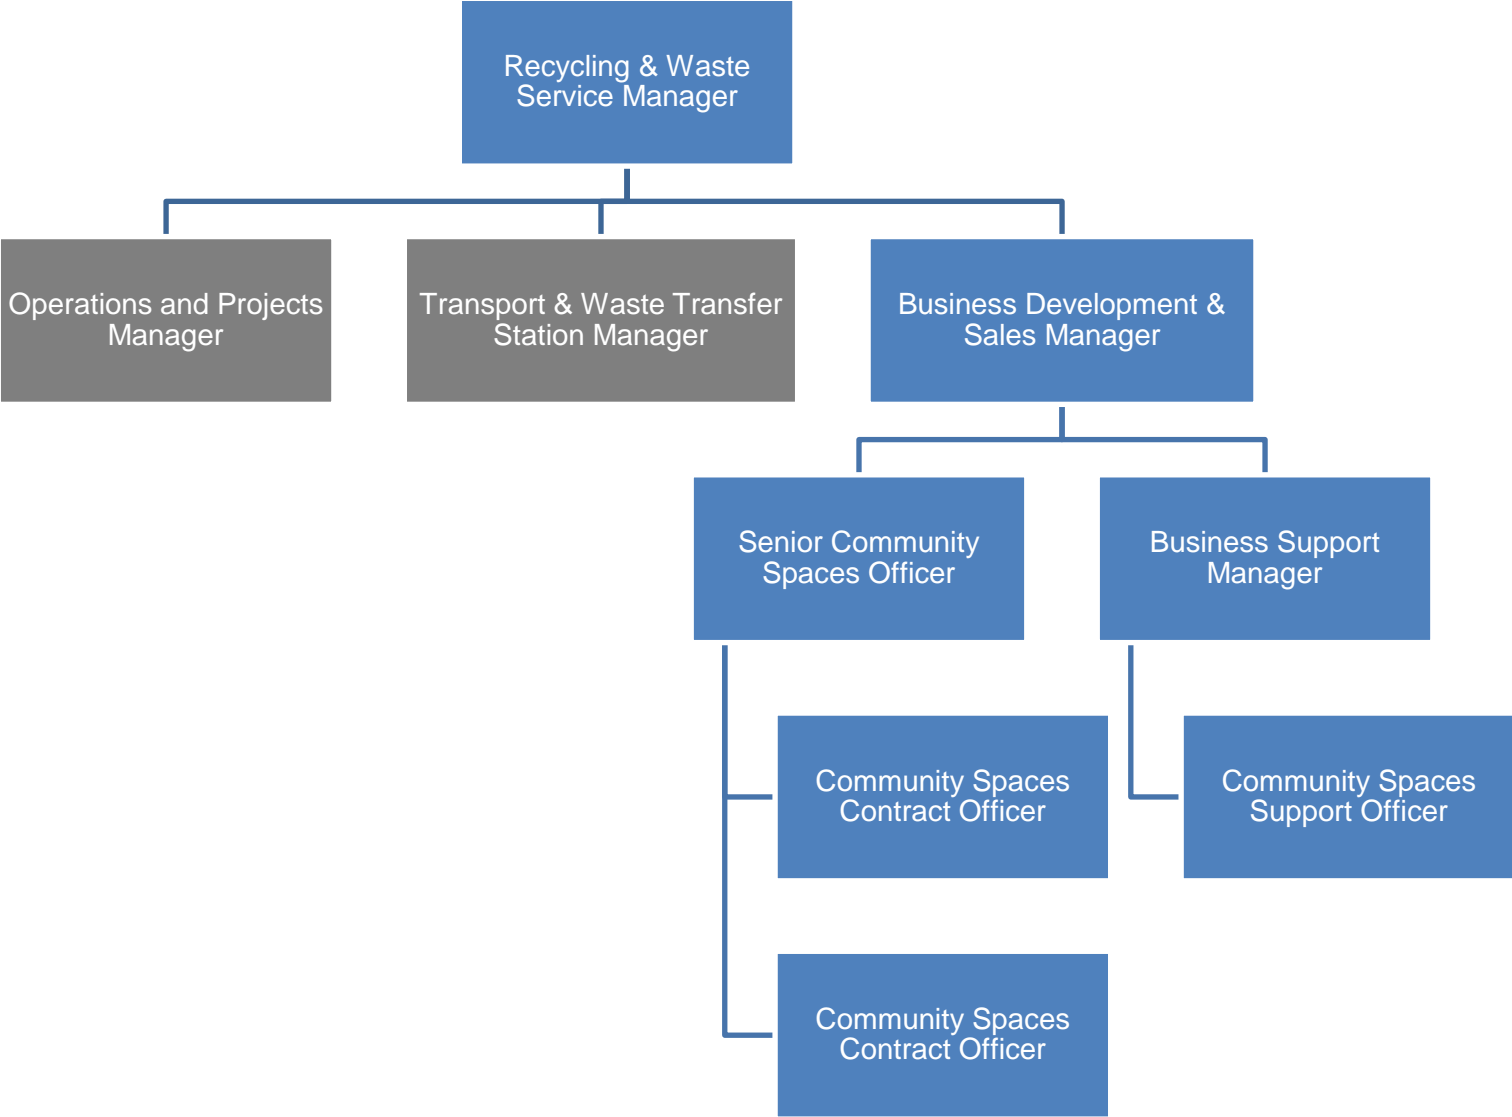 Recycling & Waste
Service Manager
Operations and Projects
Manager
Transport & Waste Transfer
Station Manager
Business Development &
Sales Manager
Senior Community
Spaces Officer
Business Support
Manager
Community Spaces
Contract Officer
Community Spaces
Support Officer
Community Spaces
Contract Officer